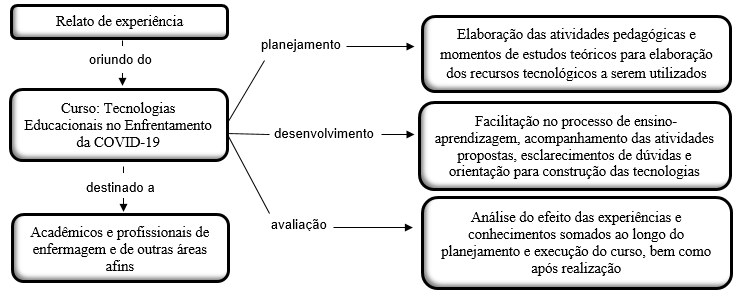 Relato de experiência
oriundo do
Curso: Tecnologias
Educacionais no Enfrentamento
da COVID-19
destinado a
Acadêmicos e profissionais de
enfermagem e de outras áreas
afins
planejamento
Elaboração das atividades pedagógicas e
momentos de estudos teóricos para elaboração
dos recursos tecnológicos a serem utilizados
desenvolvimento
Facilitação no processo de ensino-
aprendizagem, acompanhamento das atividades
propostas, esclarecimentos de dúvidas e
orientação para construção das tecnologias
avaliação
Análise do efeito das experiências e
conhecimentos somados ao longo do
planejamento e execução do curso, bem como
após realização